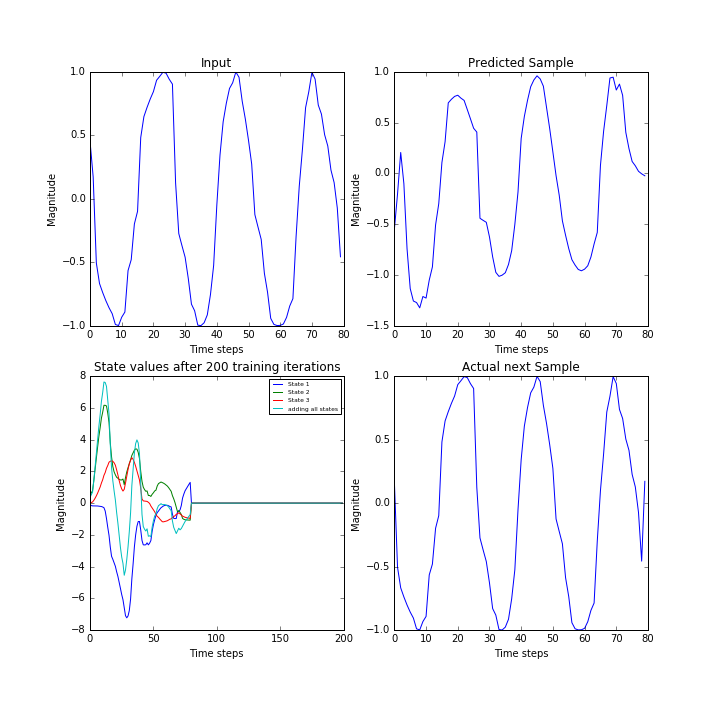 Input
Predicted Sample
1.0
0.5
0.0
−0.5
−1.0
Magnitude
0 10 20 30 40 50 60 70 80
Time steps
1.0
0.5
0.0
−0.5
−1.0
−1.5
Magnitude
0 10 20 30 40 50 60 70 80
Time steps
State values after 200 training iterations
Actual next Sample
8
6
4
2
0
−2
−4
−6
−8
Magnitude
State 1
State 2
State 3
adding all states
0 50 100 150 200
Time steps
1.0
0.5
0.0
−0.5
−1.0
Magnitude
0 10 20 30 40 50 60 70 80
Time steps